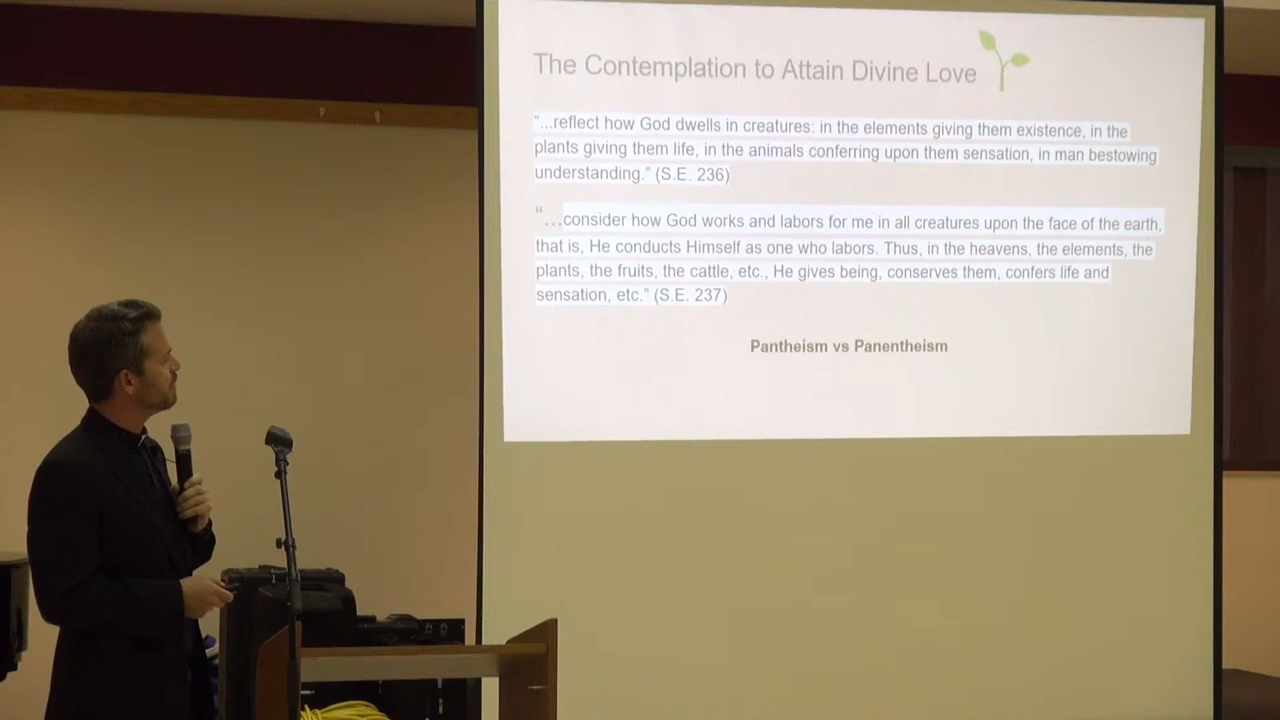 The Contemplation to Attain Divine Love
"...reflect how God dwells in creatures: in the elements giving them existence, in the
plants giving them life, in the animals conferring upon them sensation, in man bestowing
understanding." (S.E. 236)
"...consider how God works and labors for me in all creatures upon the face of the earth,
that is, He conducts Himself as one who labors. Thus, in the heavens, the elements, the
plants, the fruits, the cattle, etc., He gives being, conserves them, confers life and
sensation, etc." (S.E. 237)
Pantheism vs Panentheism